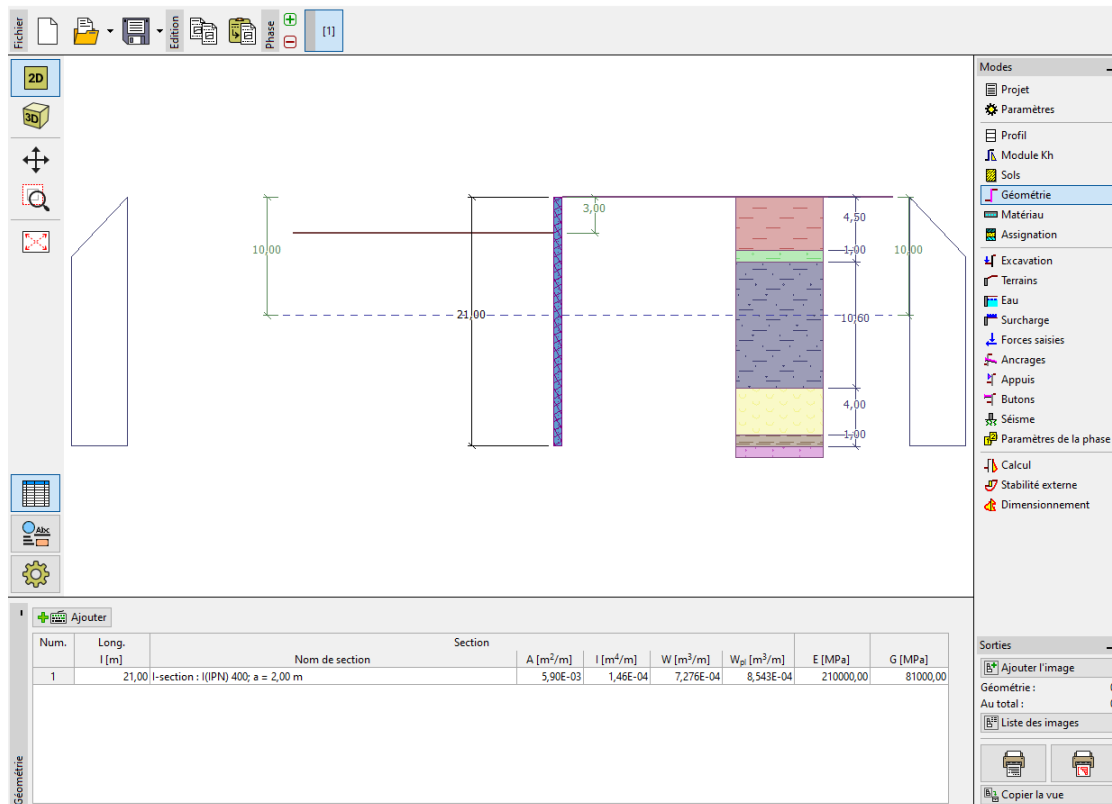 Fichier
Edition
Phase
[1]
2D
3D
Abc
Modes
Projet
Paramètres
Profil
Module Kh
Sols
Géométrie
Matériau
Assignation
Excavation
Terrains
Eau
Surcharge
Forces saisies
Ancrages
Appuis
Butons
Séisme
Paramètres de la phase
Calcul
Stabilité externe
Dimensionnement
3,00
4,50
10,00
1,00
10,00
21,00
10,60
4,00
1,00
Géométrie
Ajouter
Num. Long. Section
l [m] Nom de section A [m²/m] I [m⁴/m] W [m³/m] Wpl [m³/m] E [MPa] G [MPa]
1 21,00 I-section : I(IPN) 400; a = 2,00 m 5,90E-03 1,46E-04 7,276E-04 8,543E-04 210000,00 81000,00
Sorties
Ajouter l'image
Géométrie :
Au total :
Liste des images
Copier la vue